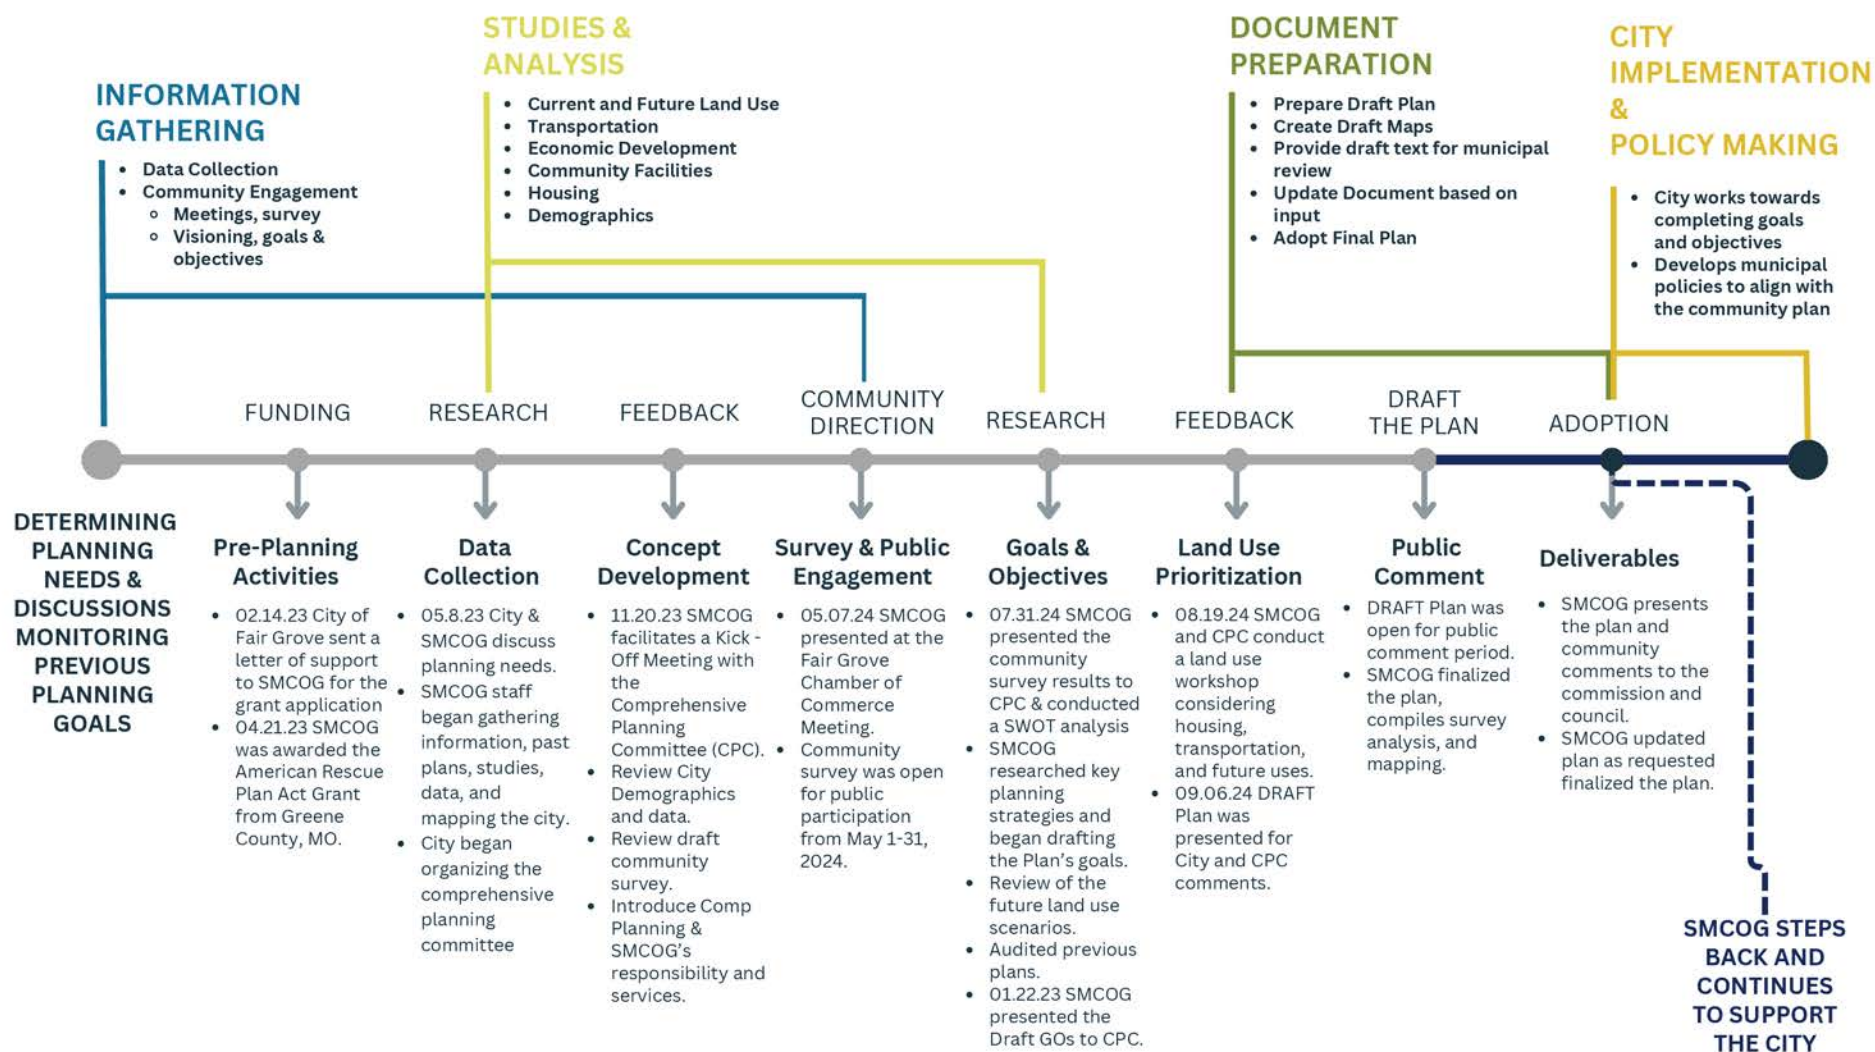 STUDIES &
ANALYSIS
• Current and Future Land Use
• Transportation
• Economic Development
• Community Facilities
• Housing
• Demographics
DOCUMENT
PREPARATION
• Prepare Draft Plan
• Create Draft Maps
• Provide draft text for municipal
review
• Update Document based on
input
• Adopt Final Plan
CITY
IMPLEMENTATION
&
POLICY MAKING
• City works towards
completing goals
and objectives
• Develops municipal
policies to align with
the community plan
INFORMATION
GATHERING
• Data Collection
• Community Engagement
○ Meetings, survey
○ Visioning, goals &
objectives
FUNDING
RESEARCH
FEEDBACK
COMMUNITY
DIRECTION
RESEARCH
FEEDBACK
DRAFT
THE PLAN
ADOPTION
DETERMINING
PLANNING
NEEDS &
DISCUSSIONS
MONITORING
PREVIOUS
PLANNING
GOALS
Pre-Planning
Activities
• 02.14.23 City of
Fair Grove sent a
letter of support
to SMCOG for the
grant application
• 04.21.23 SMCOG
was awarded the
American Rescue
Plan Act Grant
from Greene
County, MO.
Data
Collection
• 05.8.23 City &
SMCOG discuss
planning needs.
• SMCOG staff
began gathering
information, past
plans, studies,
data, and
mapping the city.
• City began
organizing the
comprehensive
planning
committee
Concept
Development
• 11.20.23 SMCOG
facilitates a Kick -
Off Meeting with
the
Comprehensive
Planning
Committee (CPC).
• Review City
Demographics
and data.
• Review draft
community
survey.
• Introduce Comp
Planning &
SMCOG's
responsibility and
services.
Survey & Public
Engagement
• 05.07.24 SMCOG
presented at the
Fair Grove
Chamber of
Commerce
Meeting.
• Community
survey was open
for public
participation
from May 1-31,
2024.
Goals &
Objectives
• 07.31.24 SMCOG
presented the
community
survey results to
CPC & conducted
a SWOT analysis
• SMCOG
researched key
planning
strategies and
began drafting
the Plan's goals.
• Review of the
future land use
scenarios.
• Audited previous
plans.
• 01.22.23 SMCOG
presented the
Draft GOs to CPC.
Land Use
Prioritization
• 08.19.24 SMCOG
and CPC conduct
a land use
workshop
considering
housing,
transportation,
and future uses.
• 09.06.24 DRAFT
Plan was
presented for
City and CPC
comments.
Public
Comment
• DRAFT Plan was
open for public
comment period.
• SMCOG finalized
the plan,
compiles survey
analysis, and
mapping.
Deliverables
• SMCOG presents
the plan and
community
comments to the
commission and
council.
• SMCOG updated
plan as requested
finalized the plan.
SMCOG STEPS
BACK AND
CONTINUES
TO SUPPORT
THE CITY